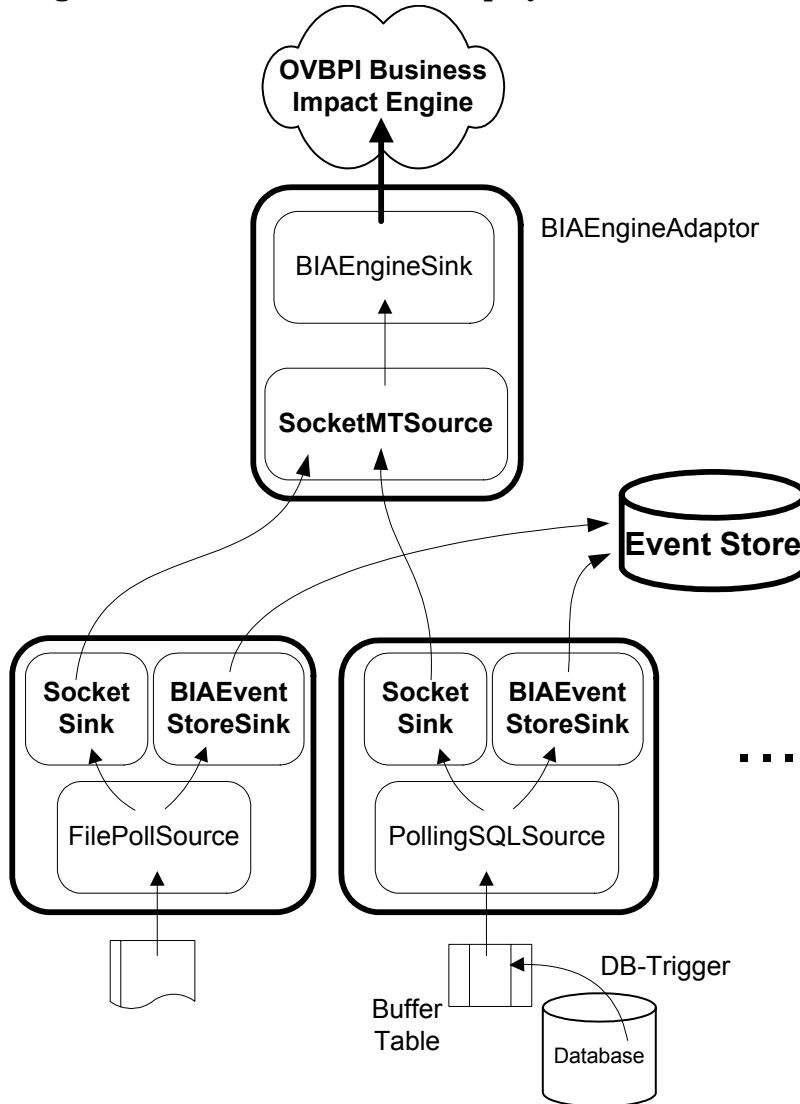 OVBPI Business
Impact Engine
BIAEngineAdaptor
BIAEngineSink
SocketMTSource
Event Store
Socket
Sink
BIAEvent
StoreSink
Socket
Sink
BIAEvent
StoreSink
...
FilePollSource
PollingSQLSource
DB-Trigger
Buffer
Table
Database